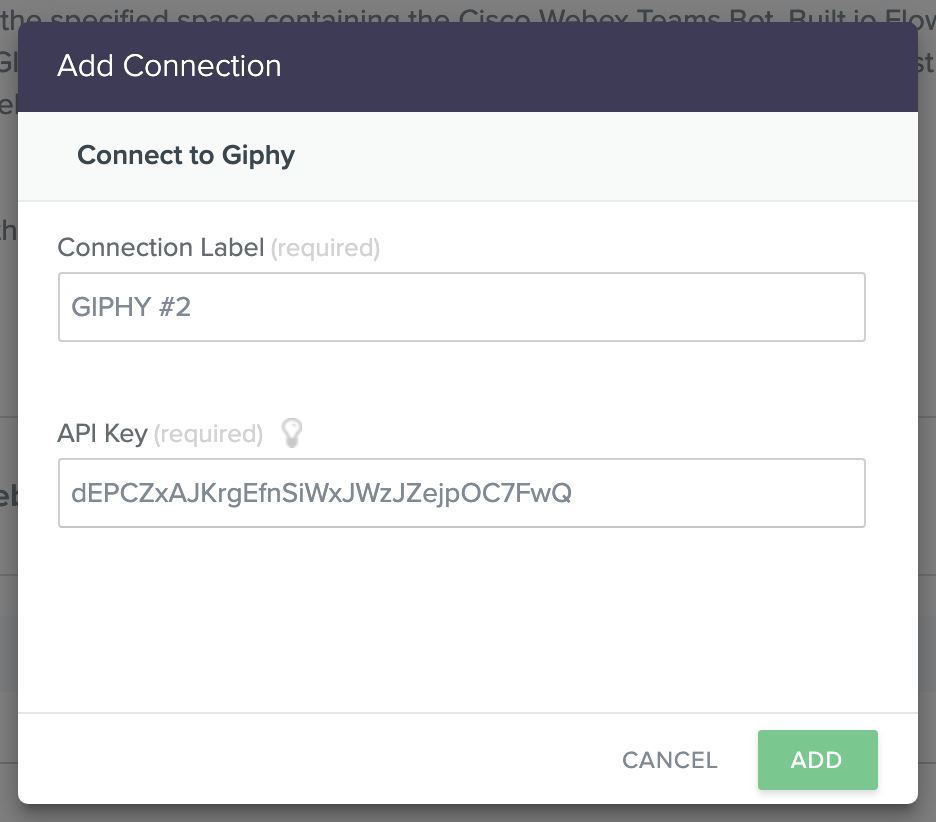 the specified space containing the Cisco Webex Teams Bot. Built.io Flow
Add Connection
Connect to Giphy
Connection Label (required)
GIPHY #2
API Key (required)
dEPCZxAJKrgEfnSiWxJWzJZejpOC7FwQ
CANCEL
ADD